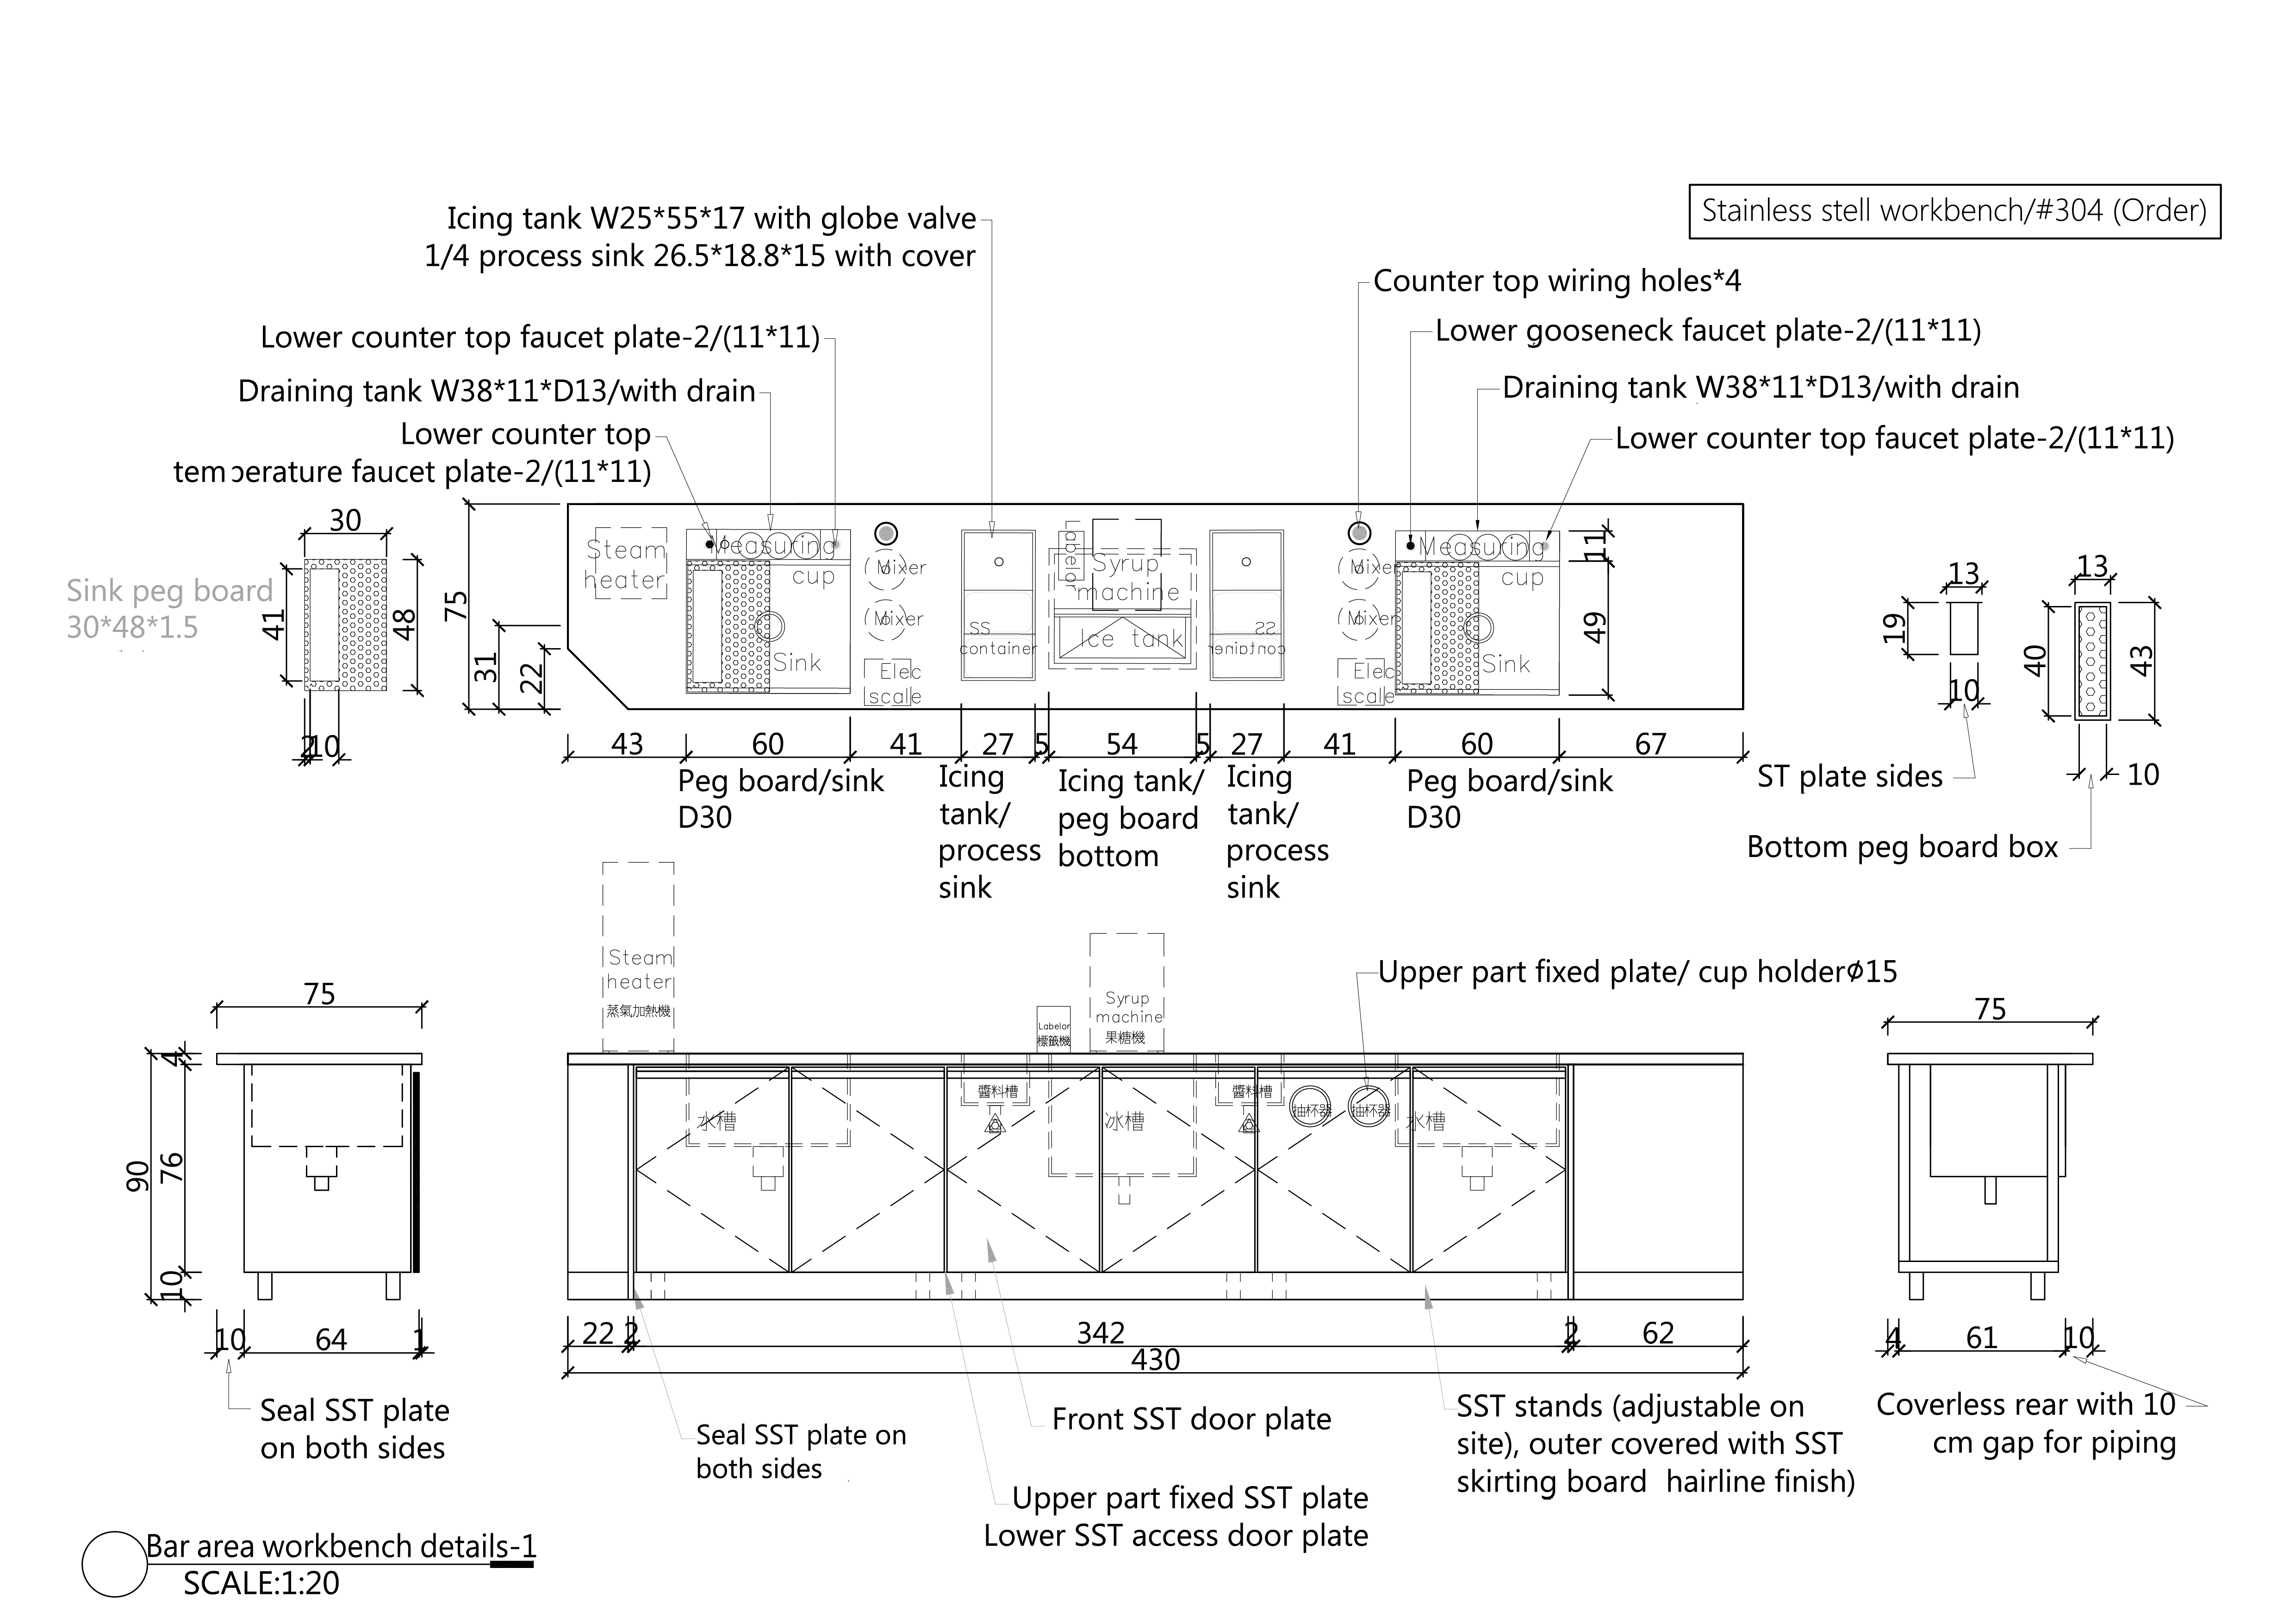 Stainless stell workbench/#304 (Order)
Icing tank W25*55*17 with globe valve
1/4 process sink 26.5*18.8*15 with cover
Counter top wiring holes*4
Lower counter top faucet plate-2/(11*11)
Lower gooseneck faucet plate-2/(11*11)
Draining tank W38*11*D13/with drain
Draining tank W38*11*D13/with drain
Lower counter top
temperature faucet plate-2/(11*11)
Lower counter top faucet plate-2/(11*11)
Sink peg board
30*48*1.5
30
41
48
2
10
75
31
22
Steam
heater
Measuring
cup
Sink
Mixer
Mixer
Elec
scale
SS
container
Labelor
Syrup
machine
Ice tank
SS
container
Mixer
Mixer
Elec
scale
Measuring
cup
Sink
11
49
13
19
10
13
40
43
10
ST plate sides
Bottom peg board box
43
60
41
27
5
54
5
27
41
60
67
Peg board/sink
D30
Icing
tank/
process
sink
Icing tank/
peg board
bottom
Icing
tank/
process
sink
Peg board/sink
D30
Steam
heater
蒸氣加熱機
Labelor
標籤機
Syrup
machine
果糖機
Upper part fixed plate/ cup holder⌀15
水槽
醬料槽
冰槽
醬料槽
抽杯器
抽杯器
水槽
75
4
90
76
10
10
64
1
Seal SST plate
on both sides
22
2
342
2
62
430
Seal SST plate on
both sides
Front SST door plate
Upper part fixed SST plate
Lower SST access door plate
SST stands (adjustable on
site), outer covered with SST
skirting board hairline finish)
75
4
61
10
Coverless rear with 10
cm gap for piping
Bar area workbench details-1
SCALE:1:20